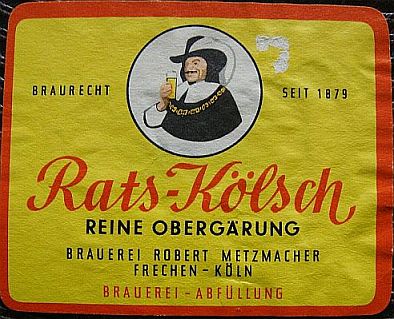 BRAURECHT SEIT 1879
Rats-Kölsch
REINE OBERGÄRUNG
BRAUEREI ROBERT METZMACHER
FRECHEN-KÖLN
BRAUEREI-ABFÜLLUNG